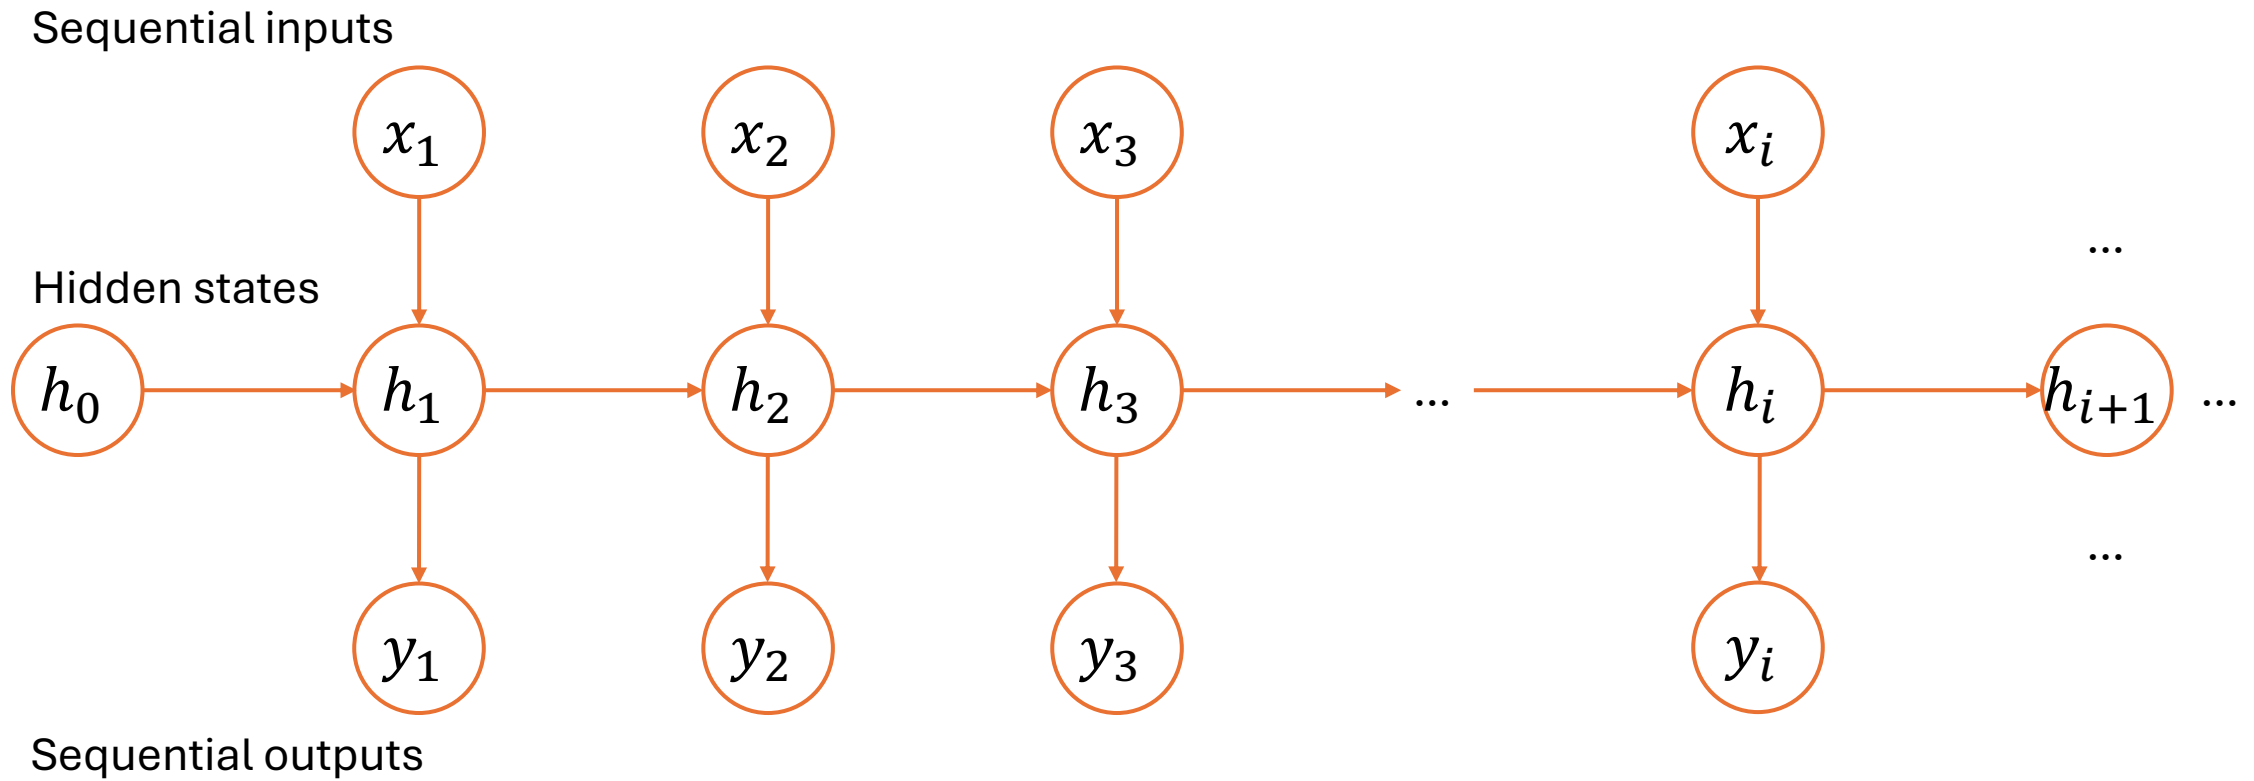 Sequential inputs
x₁ x₂ x₃ xᵢ
...
Hidden states
h₀ h₁ h₂ h₃ ... hᵢ hᵢ₊₁ ...
...
y₁ y₂ y₃ yᵢ
Sequential outputs